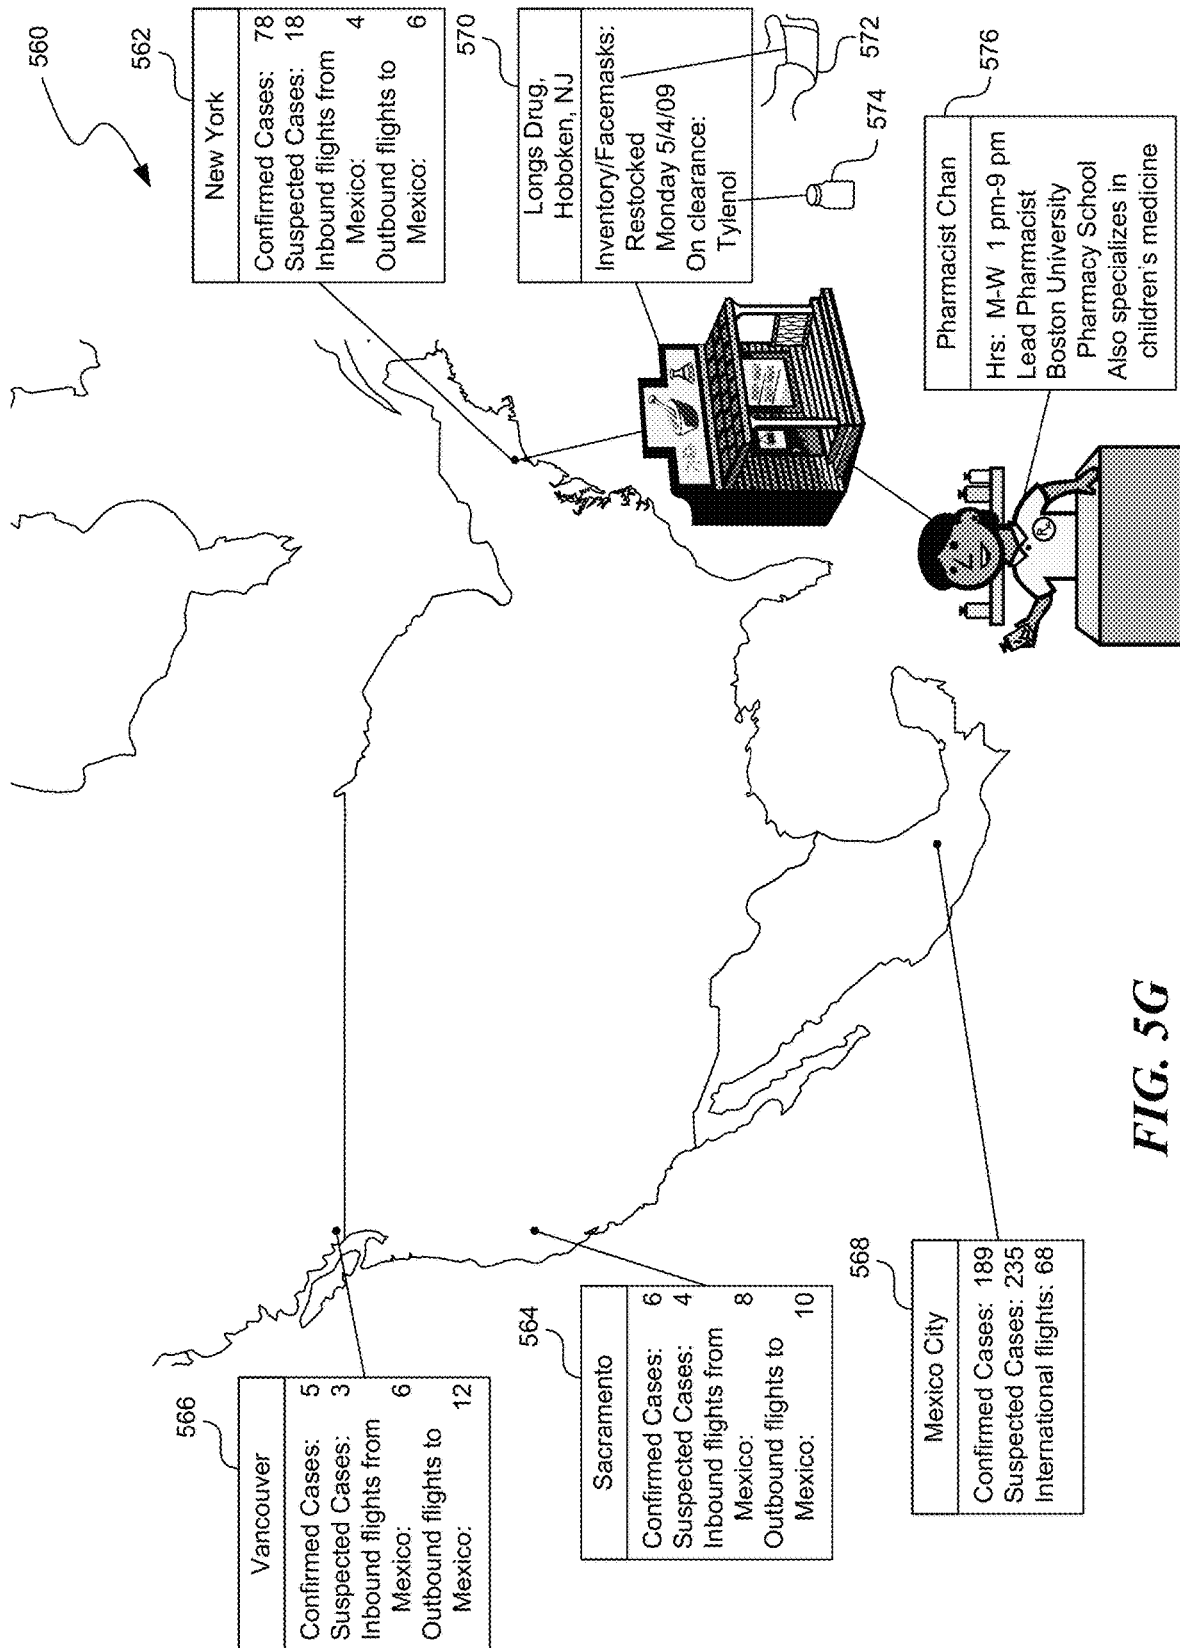 560
562
New York
Confirmed Cases: 78
Suspected Cases: 18
Inbound flights from
Mexico: 4
Outbound flights to
Mexico: 6
566
Vancouver
Confirmed Cases: 5
Suspected Cases: 3
Inbound flights from
Mexico: 6
Outbound flights to
Mexico: 12
564
Sacramento
Confirmed Cases: 6
Suspected Cases: 4
Inbound flights from
Mexico: 8
Outbound flights to
Mexico: 10
568
Mexico City
Confirmed Cases: 189
Suspected Cases: 235
International flights: 68
570
Longs Drug,
Hoboken, NJ
Inventory/Facemasks:
Restocked
Monday 5/4/09
On clearance:
Tylenol
572
574
576
Pharmacist Chan
Hrs: M-W 1 pm-9 pm
Lead Pharmacist
Boston University
Pharmacy School
Also specializes in
children's medicine
Rx
FIG. 5G